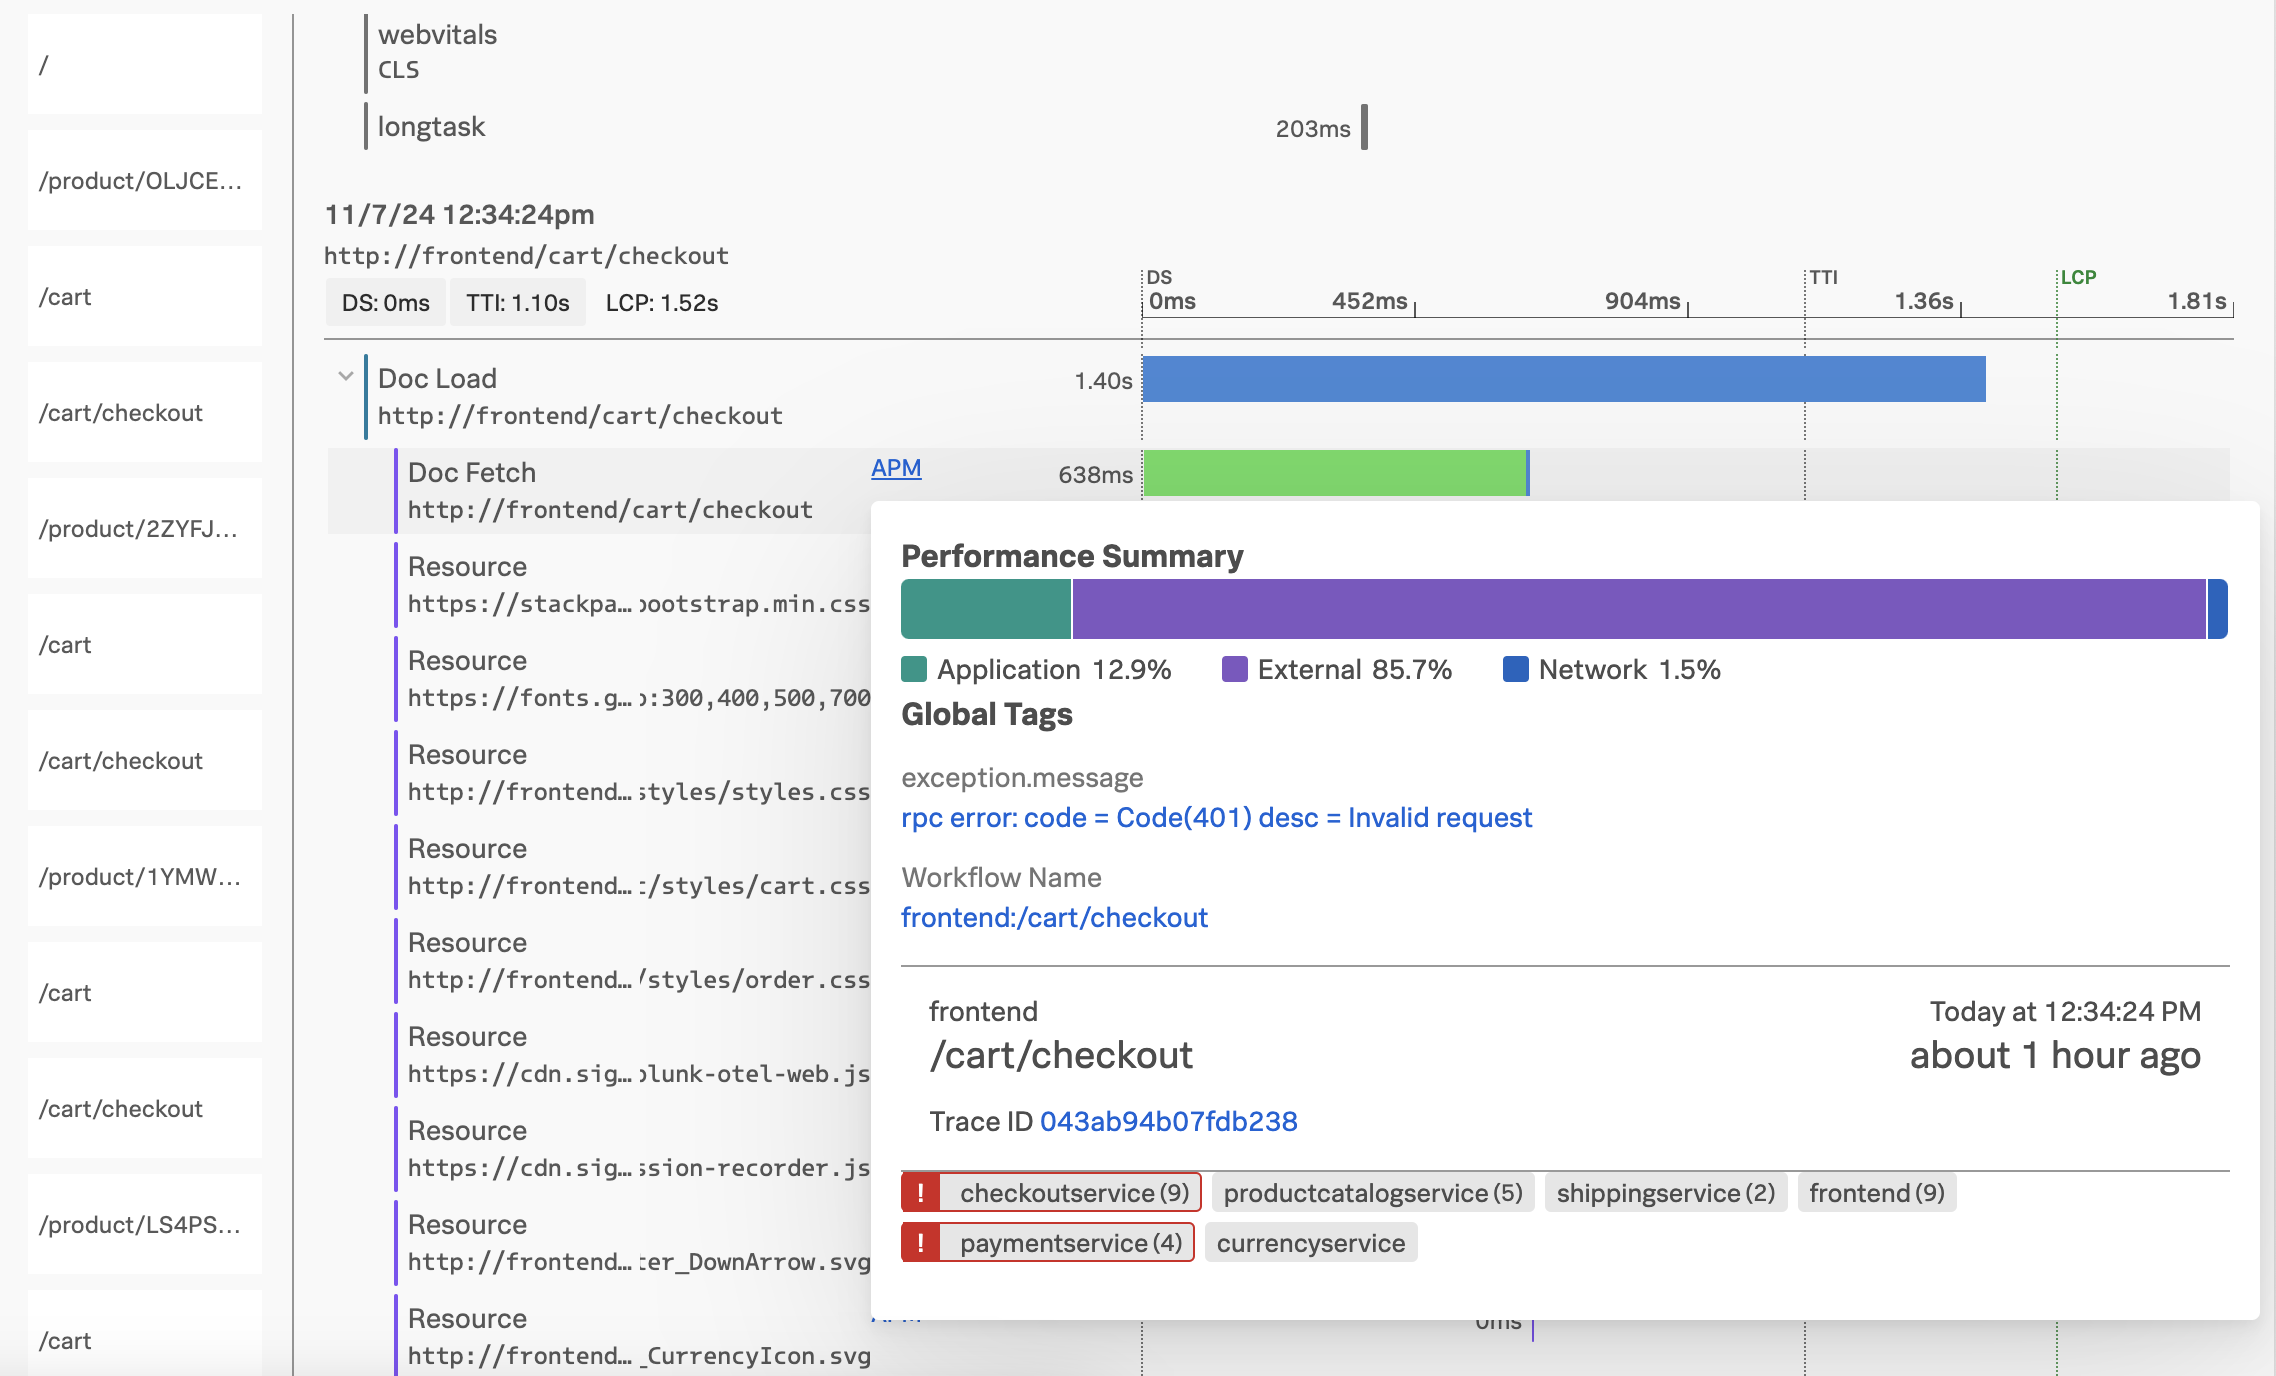 /
/product/OLJCE...
/cart
/cart/checkout
/product/2ZYFJ...
/cart
/cart/checkout
/product/1YMW...
/cart
/cart/checkout
/product/LS4PS...
/cart
webvitals
CLS
longtask
203ms
11/7/24 12:34:24pm
http://frontend/cart/checkout
DS: 0ms TTI: 1.10s LCP: 1.52s
DS TTI LCP
0ms 452ms 904ms 1.36s 1.81s
Doc Load 1.40s
http://frontend/cart/checkout
Doc Fetch APM 638ms
http://frontend/cart/checkout
Resource
https://stackpa… bootstrap.min.css
Resource
https://fonts.g… p:300,400,500,700
Resource
http://frontend… styles/styles.css
Resource
http://frontend… t/styles/cart.css
Resource
http://frontend… /styles/order.css
Resource
https://cdn.sig… plunk-otel-web.js
Resource
https://cdn.sig… ssion-recorder.js
Resource
http://frontend… ter_DownArrow.svg
Resource APM 0ms
http://frontend… _CurrencyIcon.svg
Performance Summary
Application 12.9% External 85.7% Network 1.5%
Global Tags
exception.message
rpc error: code = Code(401) desc = Invalid request
Workflow Name
frontend:/cart/checkout
frontend Today at 12:34:24 PM
/cart/checkout about 1 hour ago
Trace ID 043ab94b07fdb238
! checkoutservice (9) productcatalogservice (5) shippingservice (2) frontend (9)
! paymentservice (4) currencyservice